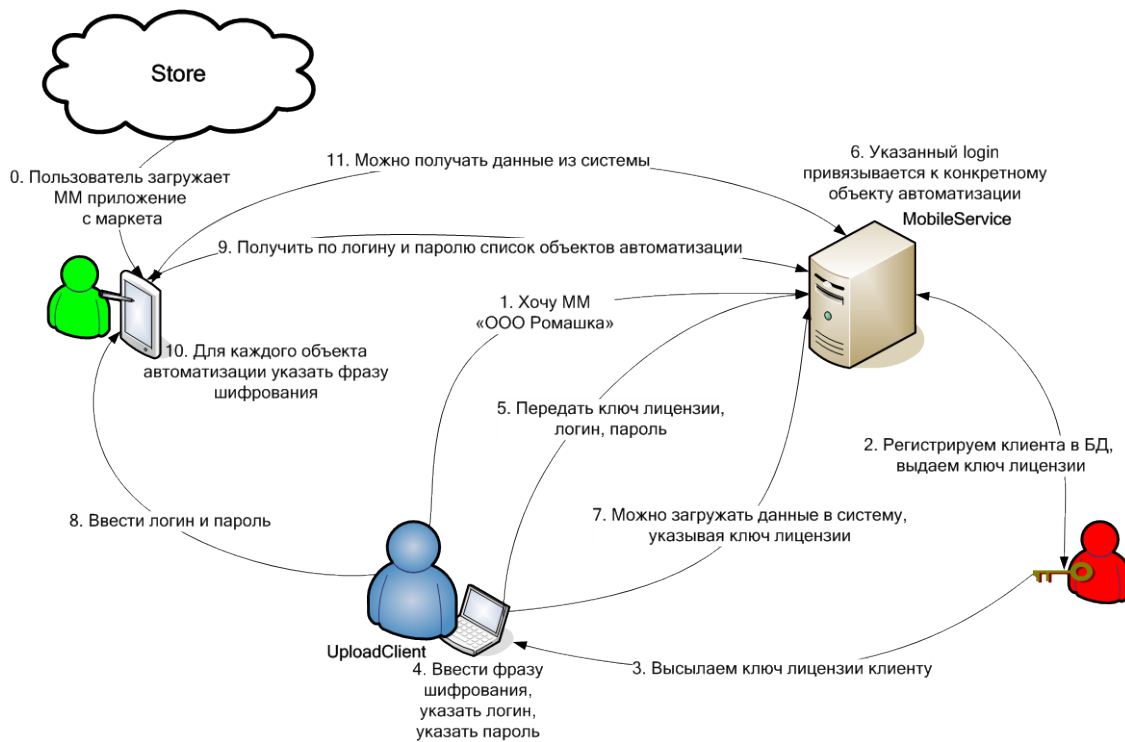 Store
0. Пользователь загружает
ММ приложение
с маркета
11. Можно получать данные из системы
6. Указанный login
привязывается к конкретному
объекту автоматизации
MobileService
9. Получить по логину и паролю список объектов автоматизации
1. Хочу ММ
«ООО Ромашка»
10. Для каждого объекта
автоматизации указать фразу
шифрования
5. Передать ключ лицензии,
логин, пароль
2. Регистрируем клиента в БД,
выдаем ключ лицензии
8. Ввести логин и пароль
7. Можно загружать данные в систему,
указывая ключ лицензии
UploadClient
4. Ввести фразу
шифрования,
указать логин,
указать пароль
3. Высылаем ключ лицензии клиенту